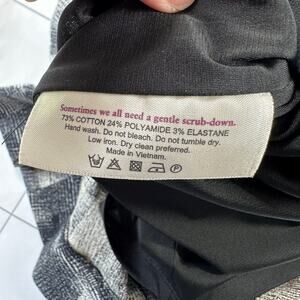 Sometimes we all need a gentle scrub-down.
73% COTTON 24% POLYAMIDE 3% ELASTANE
Hand wash. Do not bleach. Do not tumble dry.
Low iron. Dry clean preferred.
Made in Vietnam.